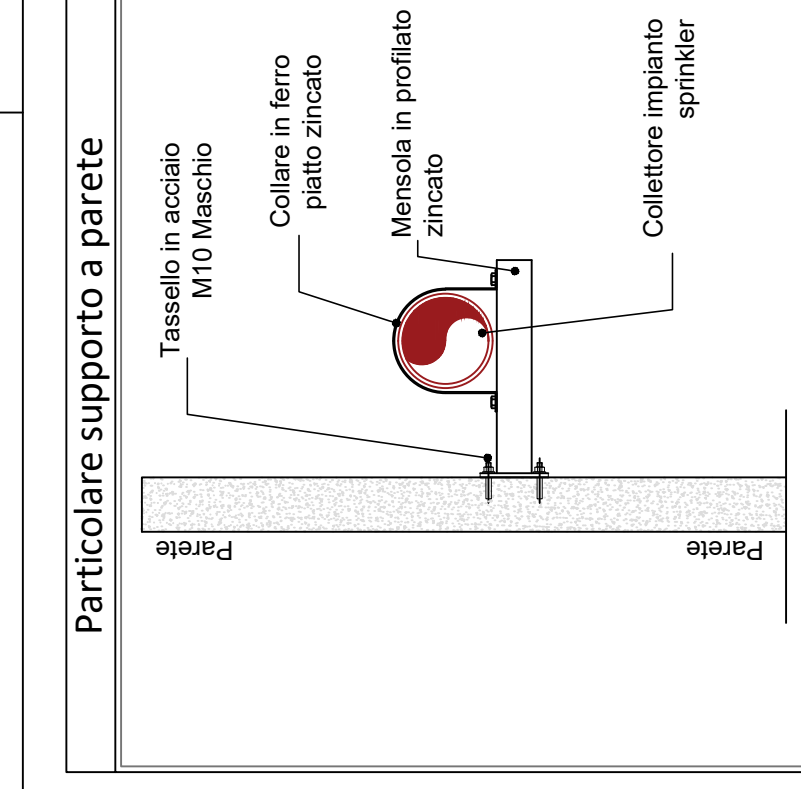 Particolare supporto a parete
Tassello in acciaio
M10 Maschio
Collare in ferro
piatto zincato
Mensola in profilato
zincato
Collettore impianto
sprinkler
Parete
Parete